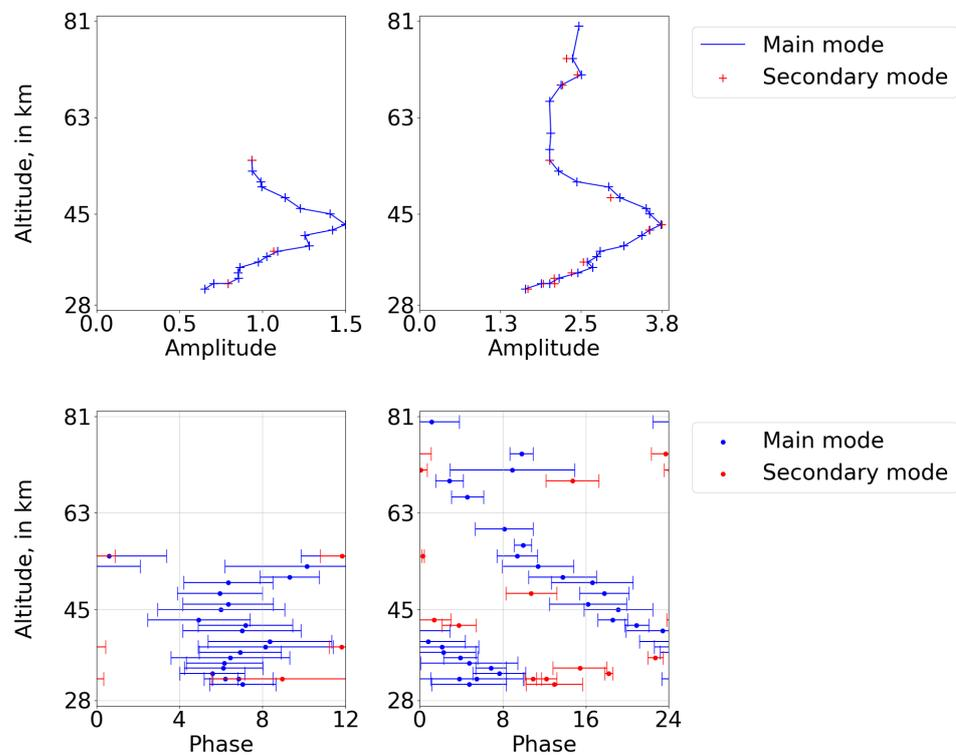 81
63
45
28
Altitude, in km
0.0 0.5 1.0 1.5
Amplitude
81
63
45
28
0.0 1.3 2.5 3.8
Amplitude
Main mode
Secondary mode
81
63
45
28
Altitude, in km
0 4 8 12
Phase
81
63
45
28
0 8 16 24
Phase
Main mode
Secondary mode